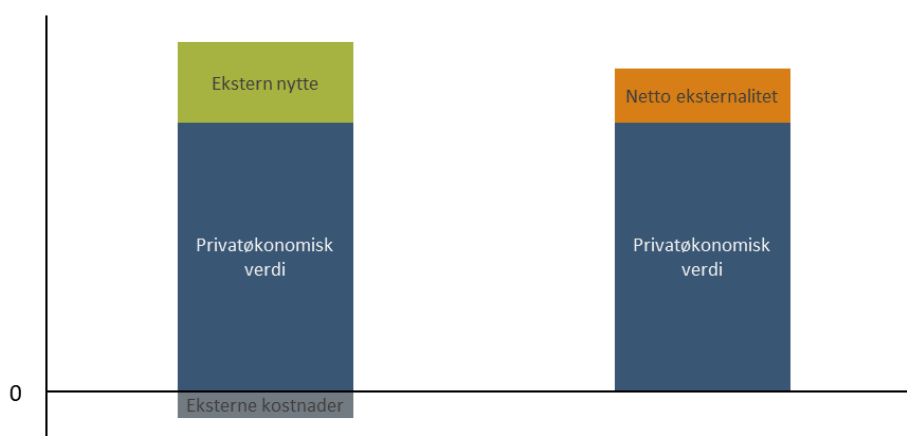 Ekstern nytte
Netto eksternalitet
Privatøkonomisk
verdi
Privatøkonomisk
verdi
0
Eksterne kostnader